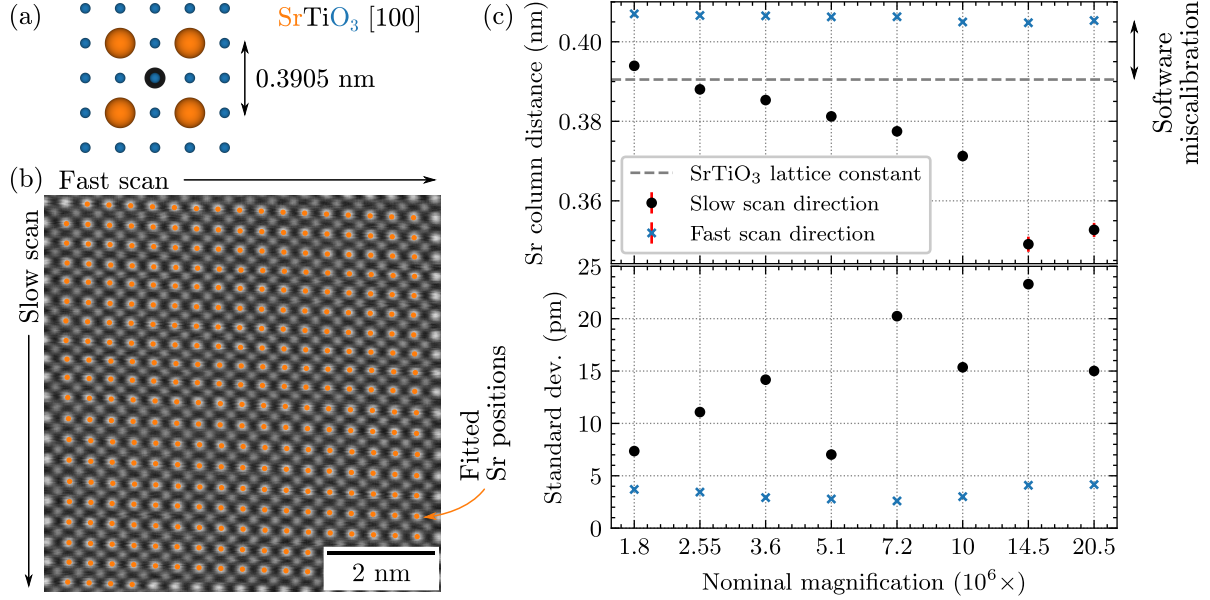 (a)
SrTiO₃ [100]
0.3905 nm
(b)
Fast scan
Slow scan
Fitted
Sr positions
2 nm
(c)
Sr column distance (nm)
0.40
0.38
0.36
SrTiO₃ lattice constant
Slow scan direction
Fast scan direction
Software
miscalibration
Standard dev. (pm)
25
20
15
10
5
0
1.8 2.55 3.6 5.1 7.2 10 14.5 20.5
Nominal magnification (10⁶×)